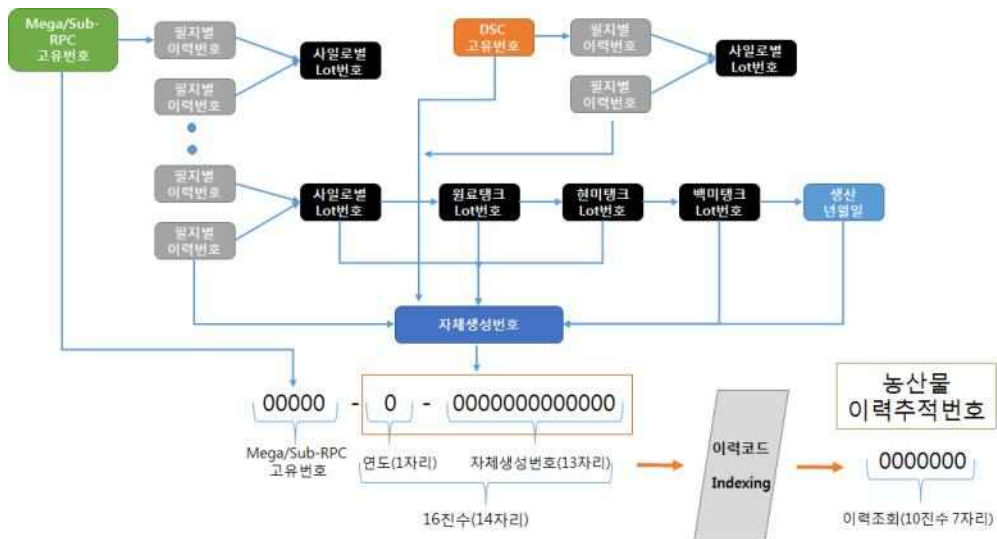 Mega/Sub-
RPC
고유번호
필지별
이력번호
필지별
이력번호
사일로별
Lot번호
DSC
고유번호
필지별
이력번호
필지별
이력번호
사일로별
Lot번호
필지별
이력번호
필지별
이력번호
사일로별
Lot번호
원료탱크
Lot번호
현미탱크
Lot번호
백미탱크
Lot번호
생산
년월일
자체생성번호
00000 - 0 - 0000000000000
Mega/Sub-RPC
고유번호
연도(1자리)
자체생성번호(13자리)
16진수(14자리)
이력코드
Indexing
농산물
이력추적번호
0000000
이력조회(10진수 7자리)